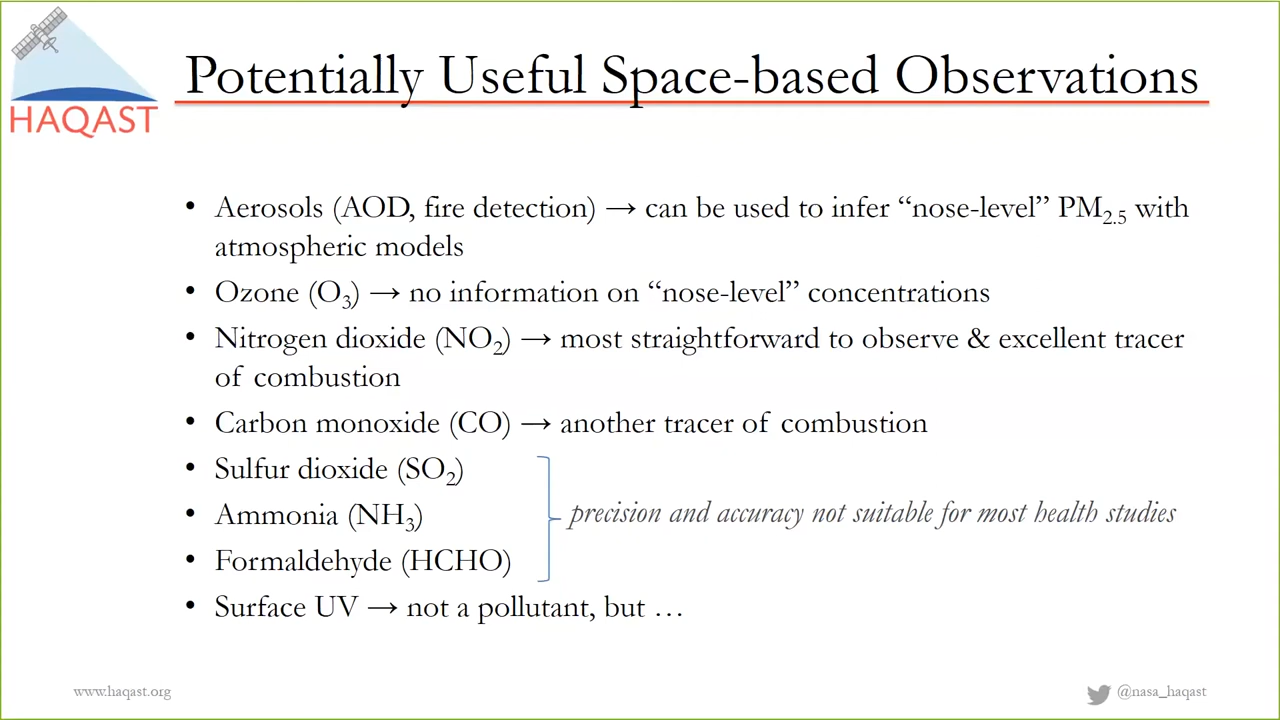 HAQAST
Potentially Useful Space-based Observations
• Aerosols (AOD, fire detection) → can be used to infer “nose-level” PM₂.₅ with
atmospheric models
• Ozone (O₃) → no information on “nose-level” concentrations
• Nitrogen dioxide (NO₂) → most straightforward to observe & excellent tracer
of combustion
• Carbon monoxide (CO) → another tracer of combustion
• Sulfur dioxide (SO₂)
• Ammonia (NH₃)
• Formaldehyde (HCHO)
precision and accuracy not suitable for most health studies
• Surface UV → not a pollutant, but …
www.haqast.org
@nasa_haqast